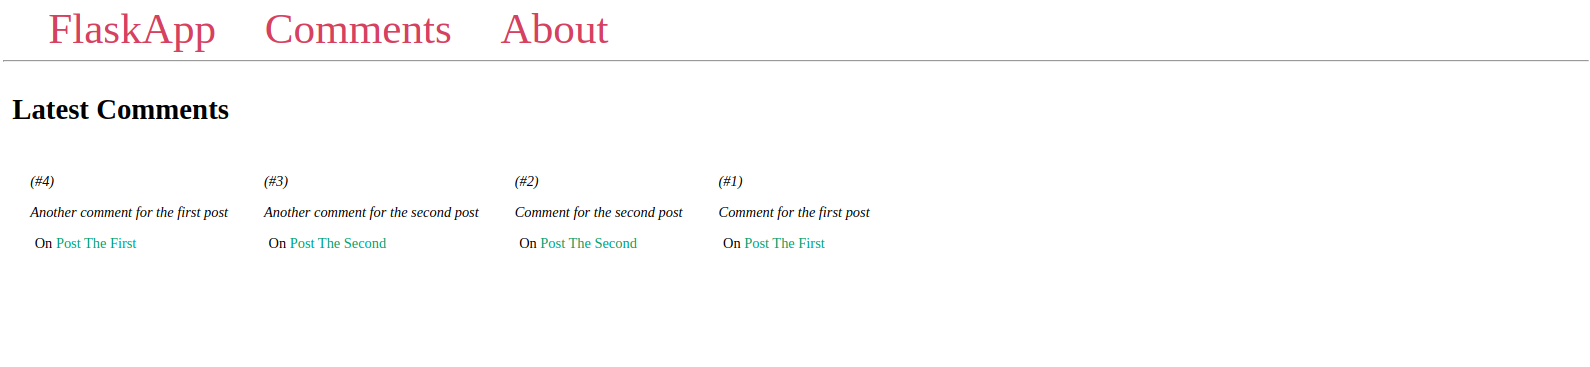 FlaskApp Comments About
Latest Comments
(#4)
Another comment for the first post
On Post The First
(#3)
Another comment for the second post
On Post The Second
(#2)
Comment for the second post
On Post The Second
(#1)
Comment for the first post
On Post The First